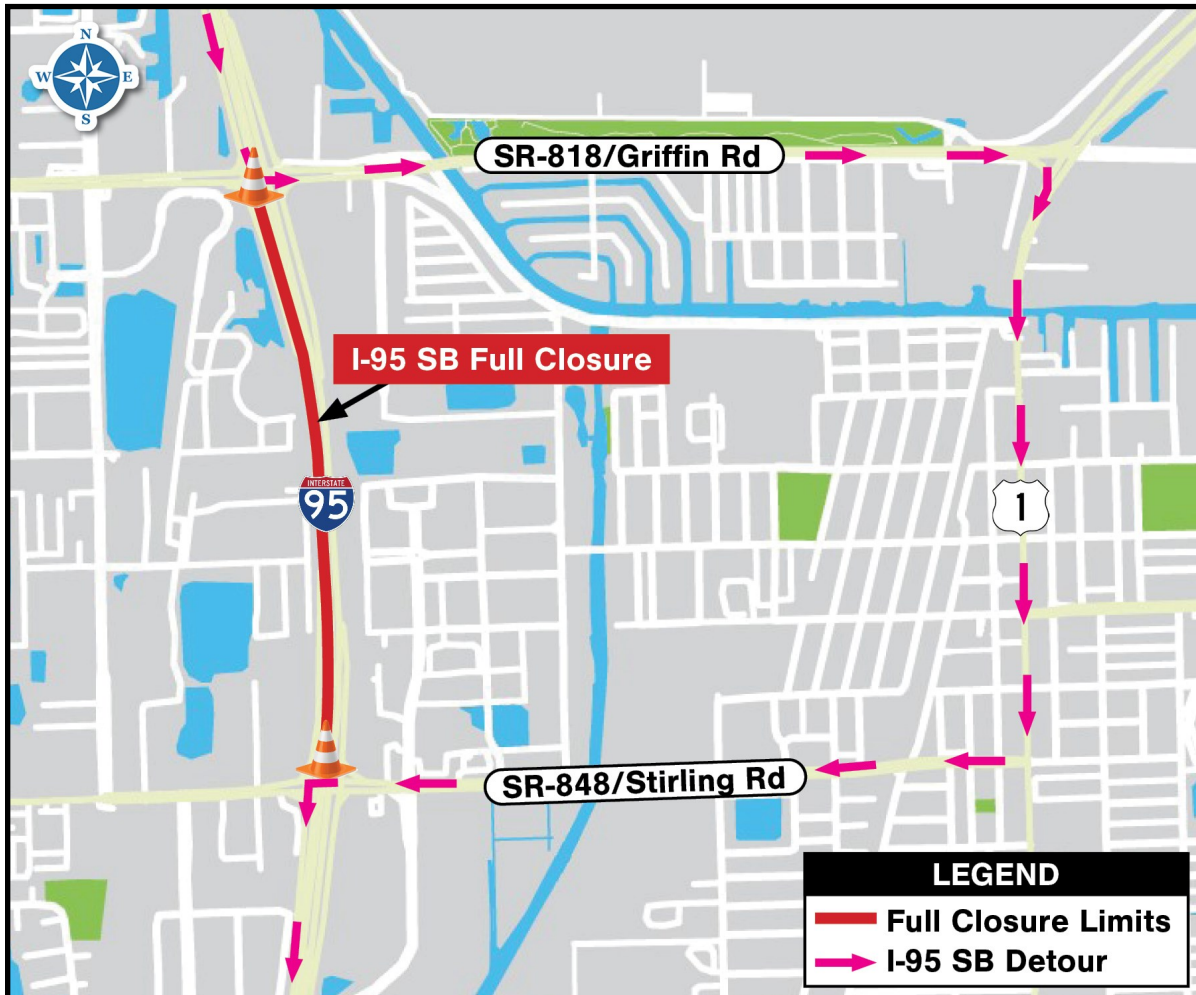 N
W E
S
SR-818/Griffin Rd
I-95 SB Full Closure
INTERSTATE
95
1
SR-848/Stirling Rd
LEGEND
Full Closure Limits
I-95 SB Detour